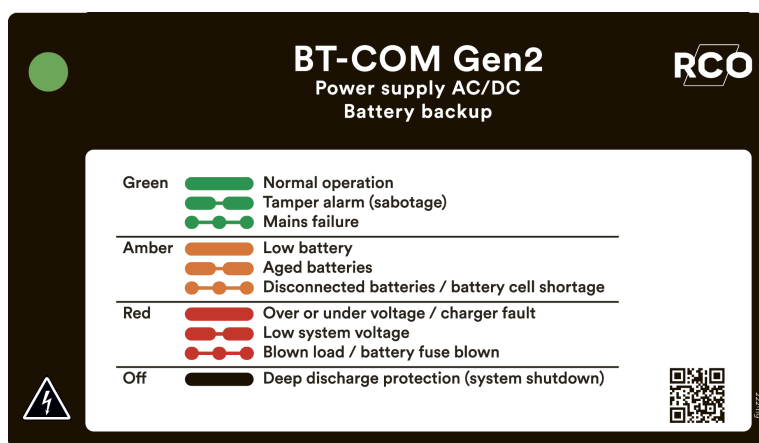 BT-COM Gen2
RCO
Power supply AC/DC
Battery backup
Green Normal operation
Tamper alarm (sabotage)
Mains failure
Amber Low battery
Aged batteries
Disconnected batteries / battery cell shortage
Red Over or under voltage / charger fault
Low system voltage
Blown load / battery fuse blown
Off Deep discharge protection (system shutdown)